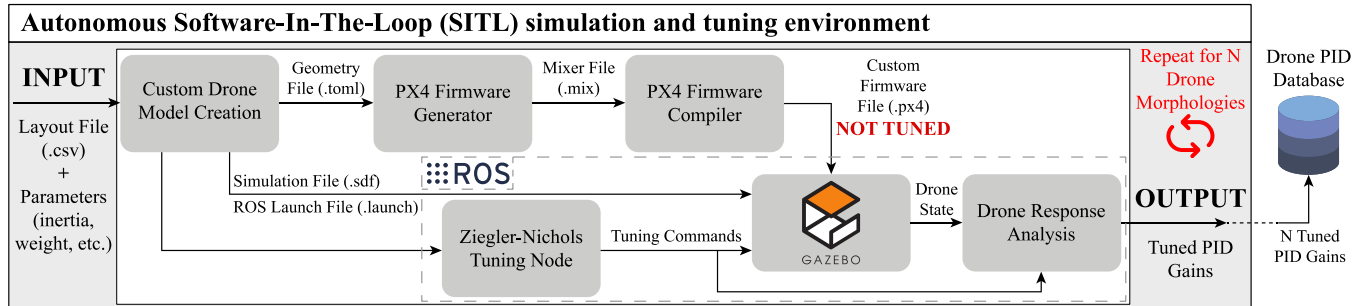 Autonomous Software-In-The-Loop (SITL) simulation and tuning environment
INPUT
Layout File
(.csv)
+
Parameters
(inertia,
weight, etc.)
Custom Drone
Model Creation
Geometry
File (.toml)
PX4 Firmware
Generator
Mixer File
(.mix)
PX4 Firmware
Compiler
Custom
Firmware
File (.px4)
NOT TUNED
Repeat for N
Drone
Morphologies
Drone PID
Database
ROS
Simulation File (.sdf)
ROS Launch File (.launch)
Ziegler-Nichols
Tuning Node
Tuning Commands
GAZEBO
Drone
State
Drone Response
Analysis
OUTPUT
Tuned PID
Gains
N Tuned
PID Gains